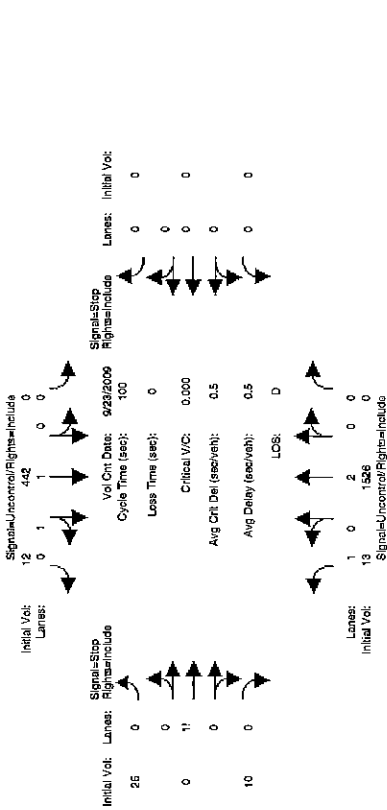 Signal=Uncontrol/Rights=Include
Initial Vol: 12 442 0
Lanes: 0 1 1 0 0
Signal=Stop
Rights=Include
Signal=Stop
Rights=Include
Initial Vol: Lanes:
Vol Cnt Date: 9/23/2009
Lanes: Initial Vol:
Cycle Time (sec): 100
25 0
0 0
Loss Time (sec): 0
0
0
0 1!
Critical V/C: 0.000
0 0
0
Avg Crit Del (sec/veh): 0.5
0
10 0
Avg Delay (sec/veh): 0.5
0 0
LOS: D
Lanes: 1 0 2 0 0
Initial Vol: 13 1526 0
Signal=Uncontrol/Rights=Include